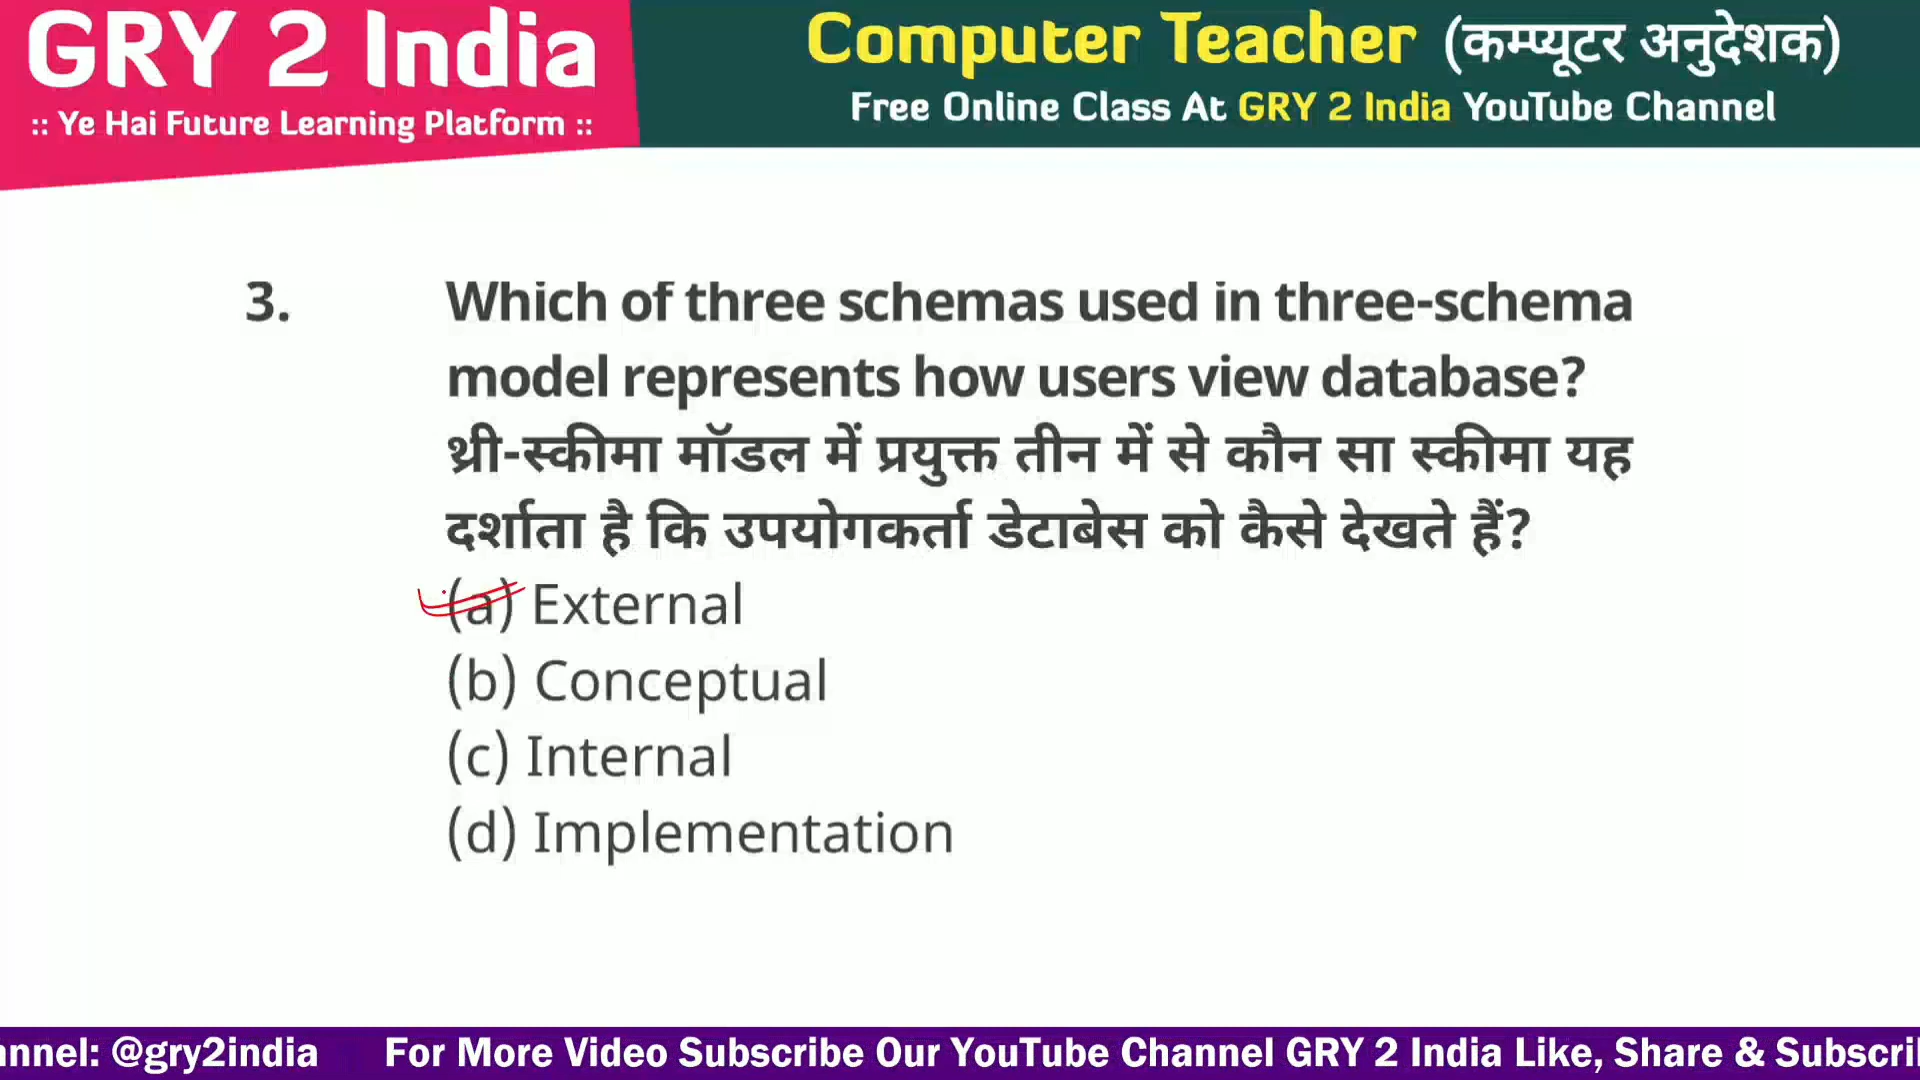 GRY 2 India
:: Ye Hai Future Learning Platform ::
Computer Teacher (कम्प्यूटर अनुदेशक)
Free Online Class At GRY 2 India YouTube Channel
3. Which of three schemas used in three-schema
model represents how users view database?
थ्री-स्कीमा मॉडल में प्रयुक्त तीन में से कौन सा स्कीमा यह
दर्शाता है कि उपयोगकर्ता डेटाबेस को कैसे देखते हैं?
(a) External
(b) Conceptual
(c) Internal
(d) Implementation
annel: @gry2india For More Video Subscribe Our YouTube Channel GRY 2 India Like, Share & Subscri